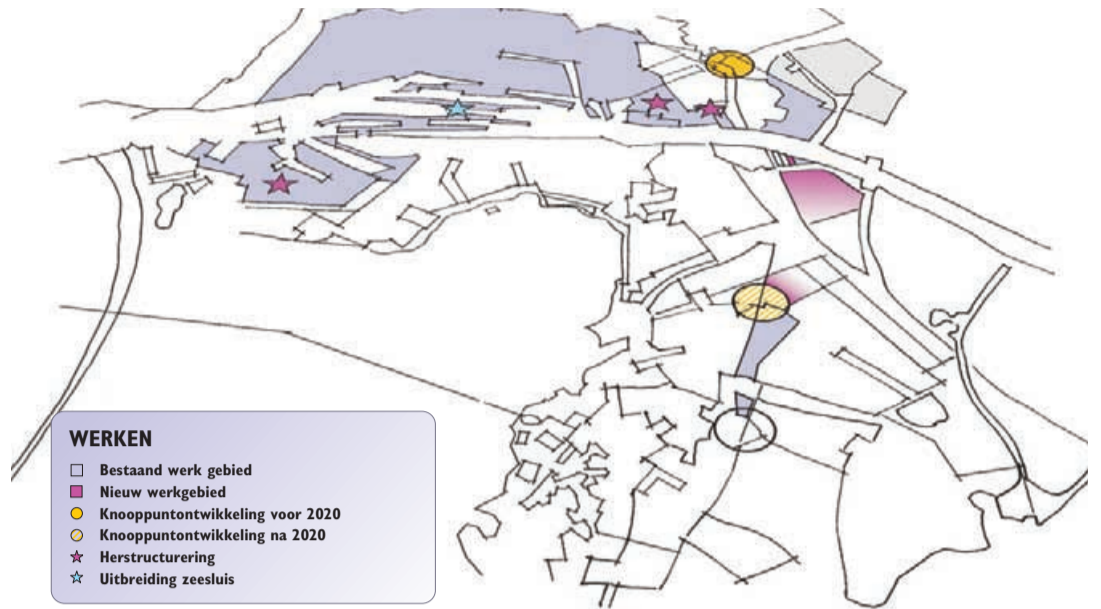 WERKEN
Bestaand werk gebied
Nieuw werkgebied
Knooppuntontwikkeling voor 2020
Knooppuntontwikkeling na 2020
Herstructurering
Uitbreiding zeesluis